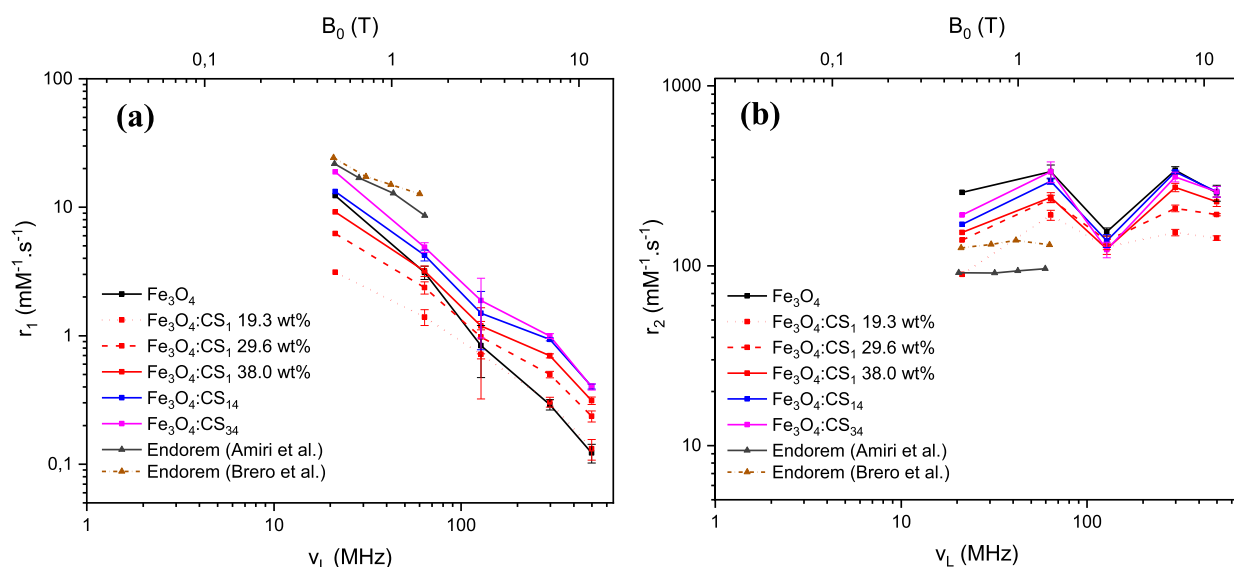 B₀ (T)
0,1 1 10
100
10
1
0,1
r₁ (mM⁻¹.s⁻¹)
(a)
Fe₃O₄
Fe₃O₄:CS₁ 19.3 wt%
Fe₃O₄:CS₁ 29.6 wt%
Fe₃O₄:CS₁ 38.0 wt%
Fe₃O₄:CS₁₄
Fe₃O₄:CS₃₄
Endorem (Amiri et al.)
Endorem (Brero et al.)
1 10 100
ν_L (MHz)
B₀ (T)
0,1 1 10
1000
100
10
r₂ (mM⁻¹.s⁻¹)
(b)
Fe₃O₄
Fe₃O₄:CS₁ 19.3 wt%
Fe₃O₄:CS₁ 29.6 wt%
Fe₃O₄:CS₁ 38.0 wt%
Fe₃O₄:CS₁₄
Fe₃O₄:CS₃₄
Endorem (Amiri et al.)
Endorem (Brero et al.)
1 10 100
ν_L (MHz)